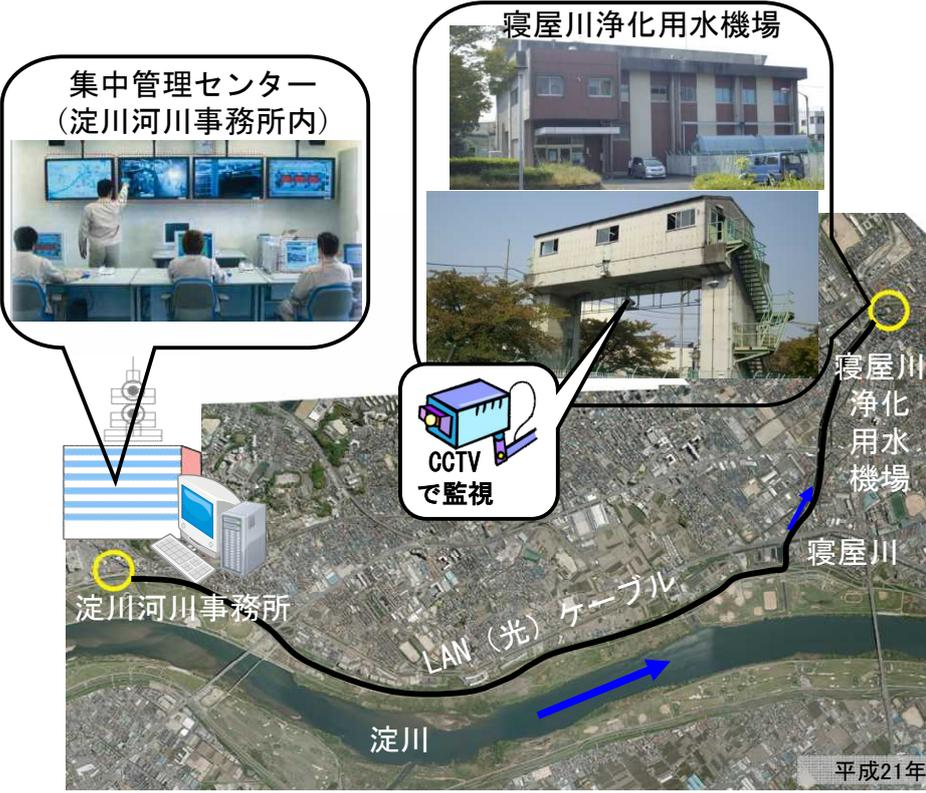 寝屋川浄化用水機場
集中管理センター
(淀川河川事務所内)
CCTV
で監視
寝屋川
浄化
用水
機場
寝屋川
淀川河川事務所
LAN(光)ケーブル
淀川
平成21年